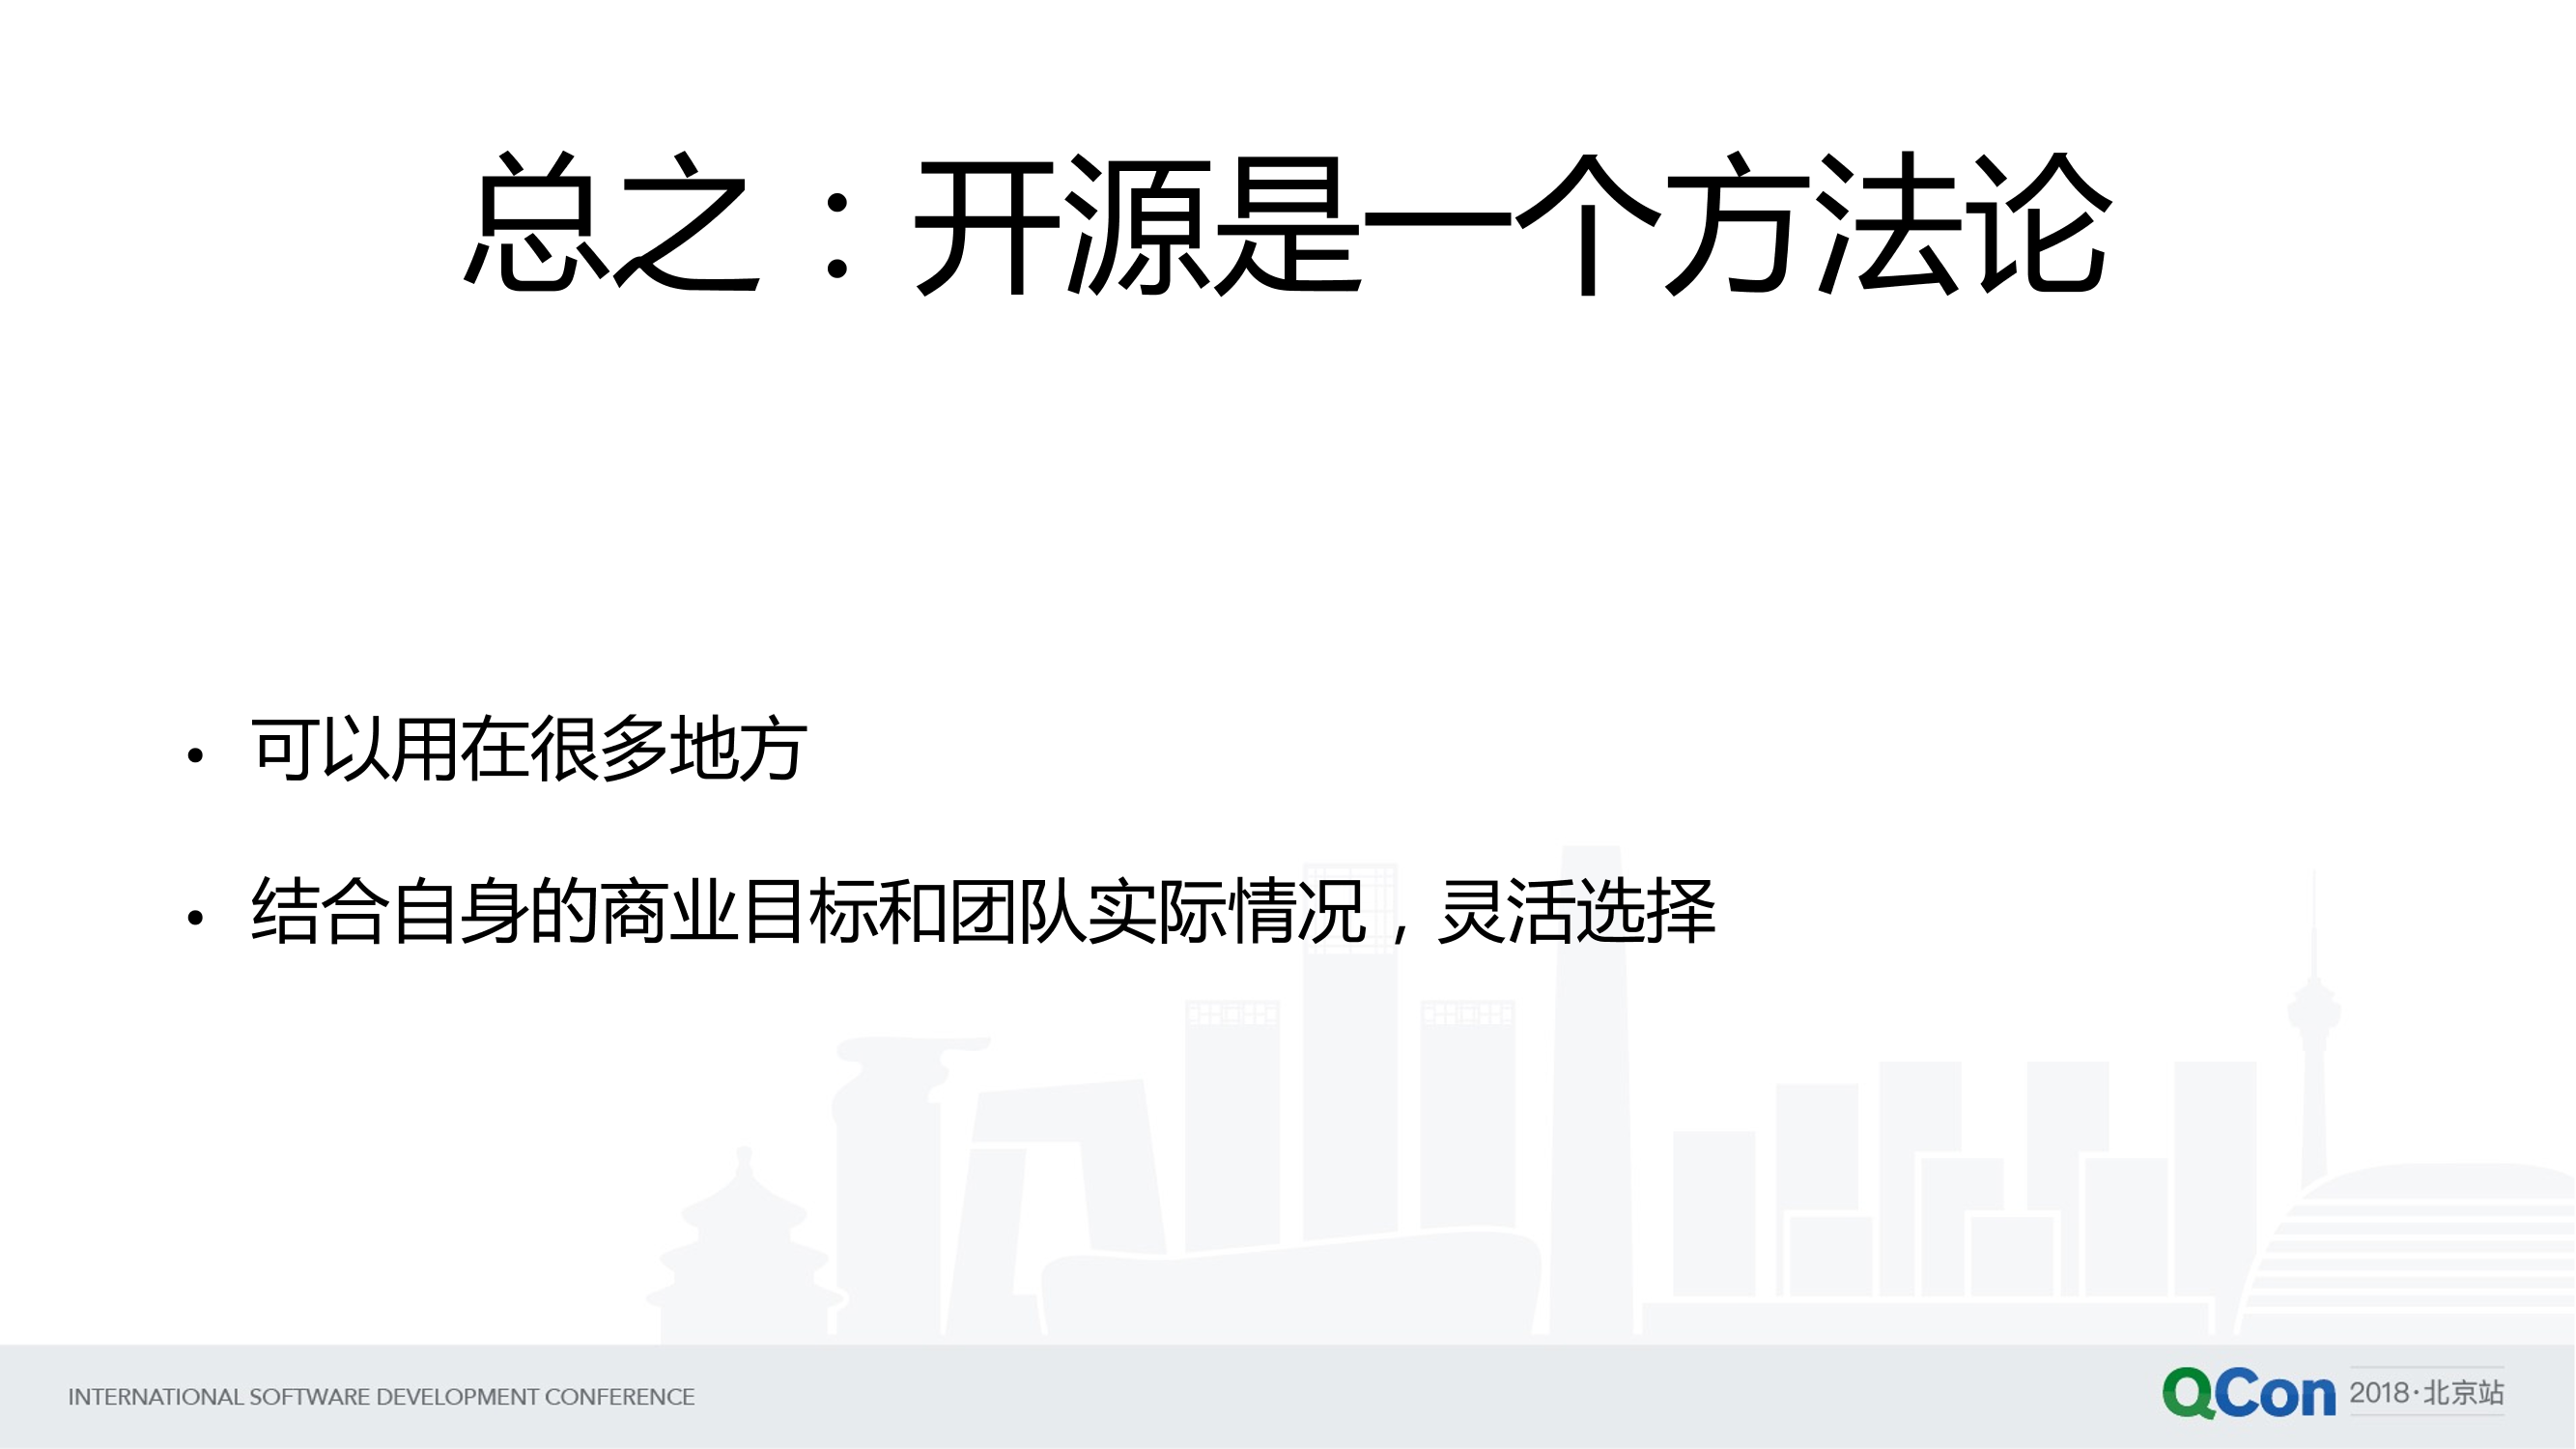 总之：开源是一个方法论
• 可以用在很多地方
• 结合自身的商业目标和团队实际情况，灵活选择
INTERNATIONAL SOFTWARE DEVELOPMENT CONFERENCE
QCon 2018·北京站